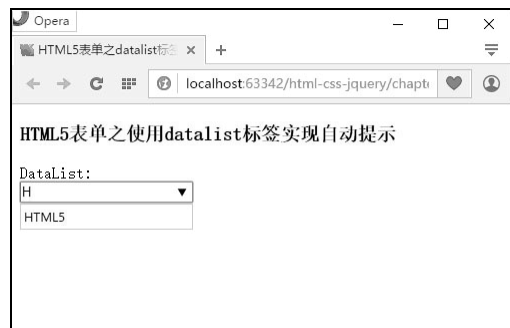 Opera
HTML5表单之datalist标
localhost:63342/html-css-jquery/chapte
HTML5表单之使用datalist标签实现自动提示
DataList:
H
HTML5